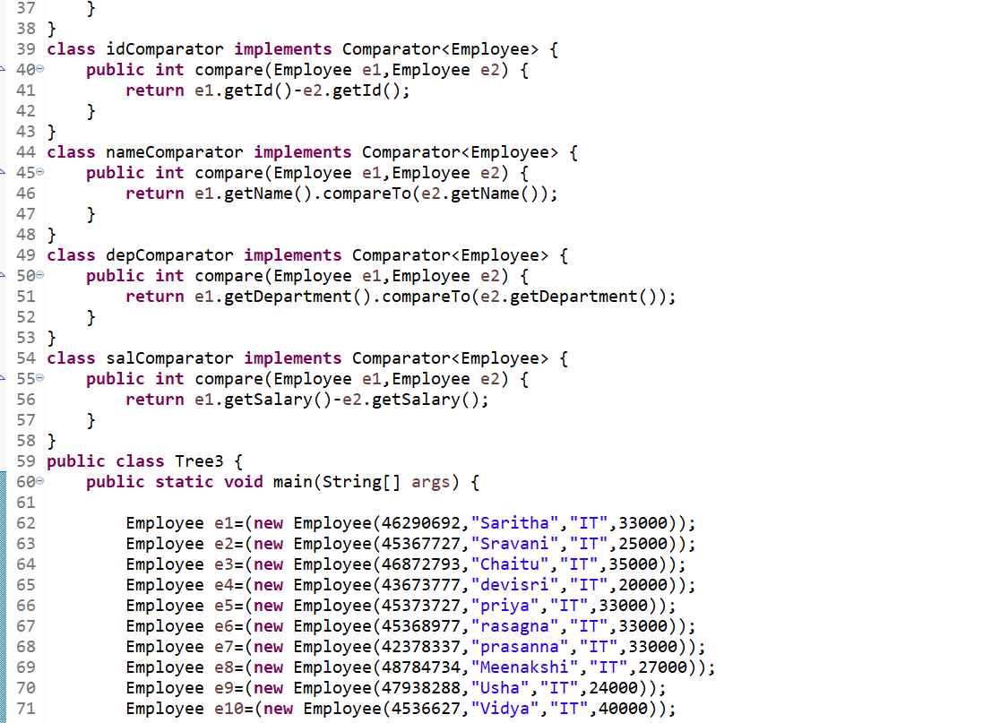 37     }
38 }
39 class idComparator implements Comparator<Employee> {
40     public int compare(Employee e1,Employee e2) {
41         return e1.getId()-e2.getId();
42     }
43 }
44 class nameComparator implements Comparator<Employee> {
45     public int compare(Employee e1,Employee e2) {
46         return e1.getName().compareTo(e2.getName());
47     }
48 }
49 class depComparator implements Comparator<Employee> {
50     public int compare(Employee e1,Employee e2) {
51         return e1.getDepartment().compareTo(e2.getDepartment());
52     }
53 }
54 class salComparator implements Comparator<Employee> {
55     public int compare(Employee e1,Employee e2) {
56         return e1.getSalary()-e2.getSalary();
57     }
58 }
59 public class Tree3 {
60     public static void main(String[] args) {
61
62         Employee e1=(new Employee(46290692,"Saritha","IT",33000));
63         Employee e2=(new Employee(45367727,"Sravani","IT",25000));
64         Employee e3=(new Employee(46872793,"Chaitu","IT",35000));
65         Employee e4=(new Employee(43673777,"devisri","IT",20000));
66         Employee e5=(new Employee(45373727,"priya","IT",33000));
67         Employee e6=(new Employee(45368977,"rasagna","IT",33000));
68         Employee e7=(new Employee(42378337,"prasanna","IT",33000));
69         Employee e8=(new Employee(48784734,"Meenakshi","IT",27000));
70         Employee e9=(new Employee(47938288,"Usha","IT",24000));
71         Employee e10=(new Employee(4536627,"Vidya","IT",40000));